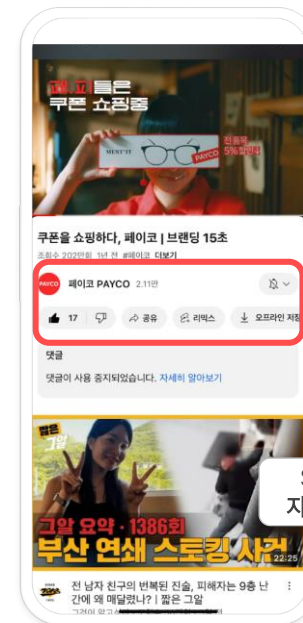 페.피들은
쿠폰 쇼핑중
MENU'IT
PAYCO
전품목
5%할인
쿠폰을 쇼핑하다, 페이코 | 브랜딩 15초
조회수 202만회 1년 전 #페이코 더보기
PAYCO 페이코 PAYCO 2.11만
17 공유 리믹스 오프라인 저장
댓글
댓글이 사용 중지되었습니다. 자세히 알아보기
짧은
그알
그알 요약 · 1386회
부산 연쇄 스토킹 사건
22:25
전 남자 친구의 번복된 진술, 피해자는 9층 난
간에 왜 매달렸나? | 짧은 그알